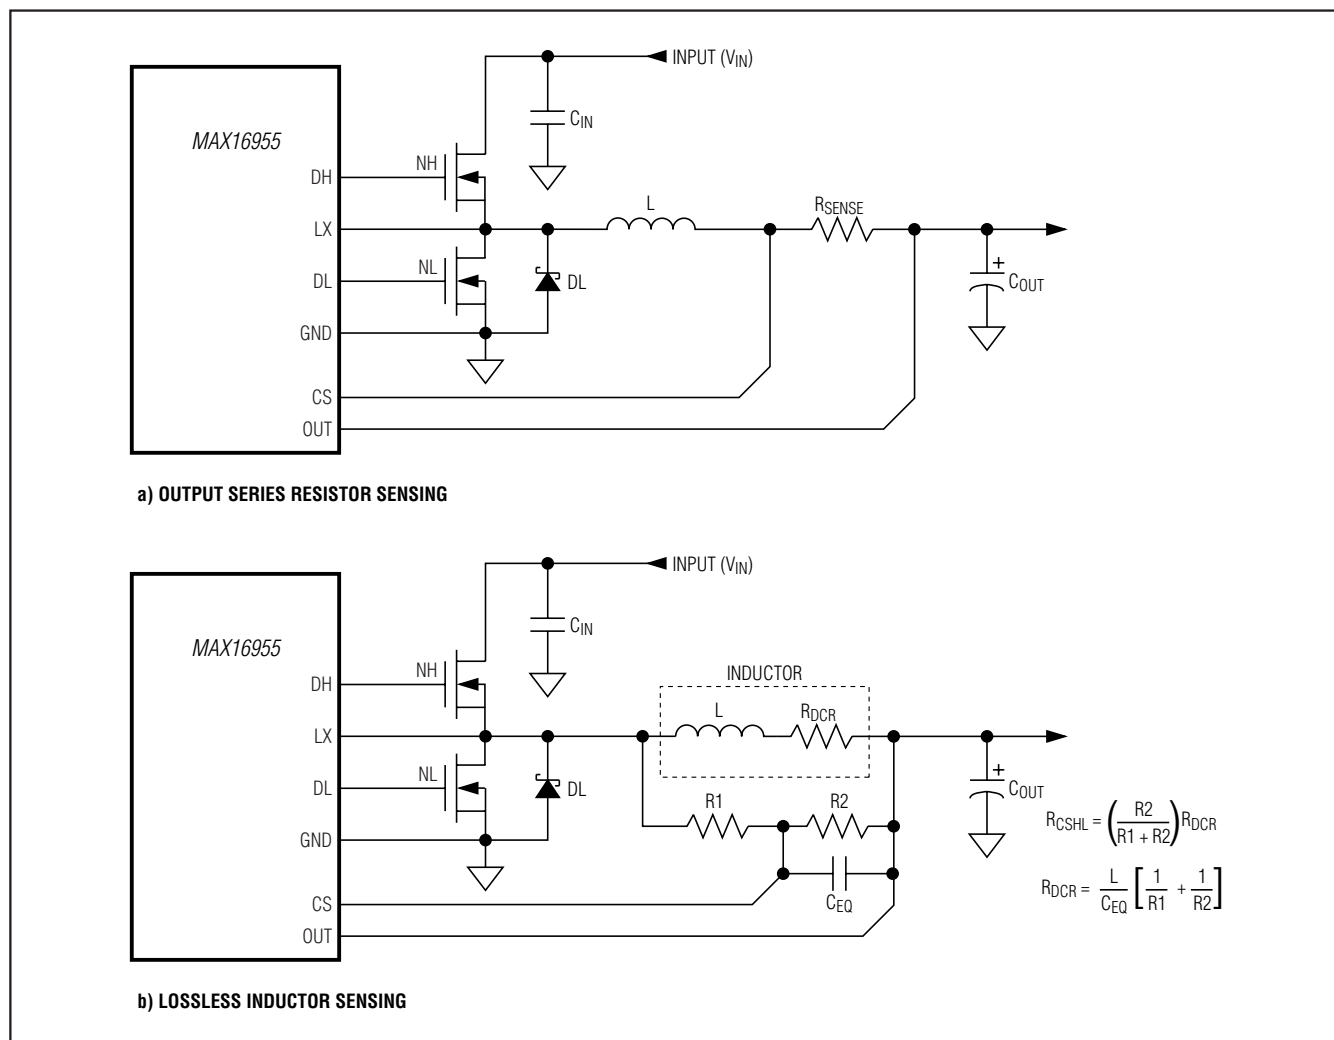 INPUT (VIN)
CIN
MAX16955
NH
DH
L
RSENSE
LX
NL
DL
DL
+
COUT
GND
CS
OUT
a) OUTPUT SERIES RESISTOR SENSING
INPUT (VIN)
CIN
MAX16955
NH
DH
INDUCTOR
L
RDCR
LX
NL
DL
DL
+
COUT
R1
R2
GND
CEQ
CS
OUT
RCSHL = (R2 / R1 + R2) RDCR
RDCR = L / CEQ [1 / R1 + 1 / R2]
b) LOSSLESS INDUCTOR SENSING